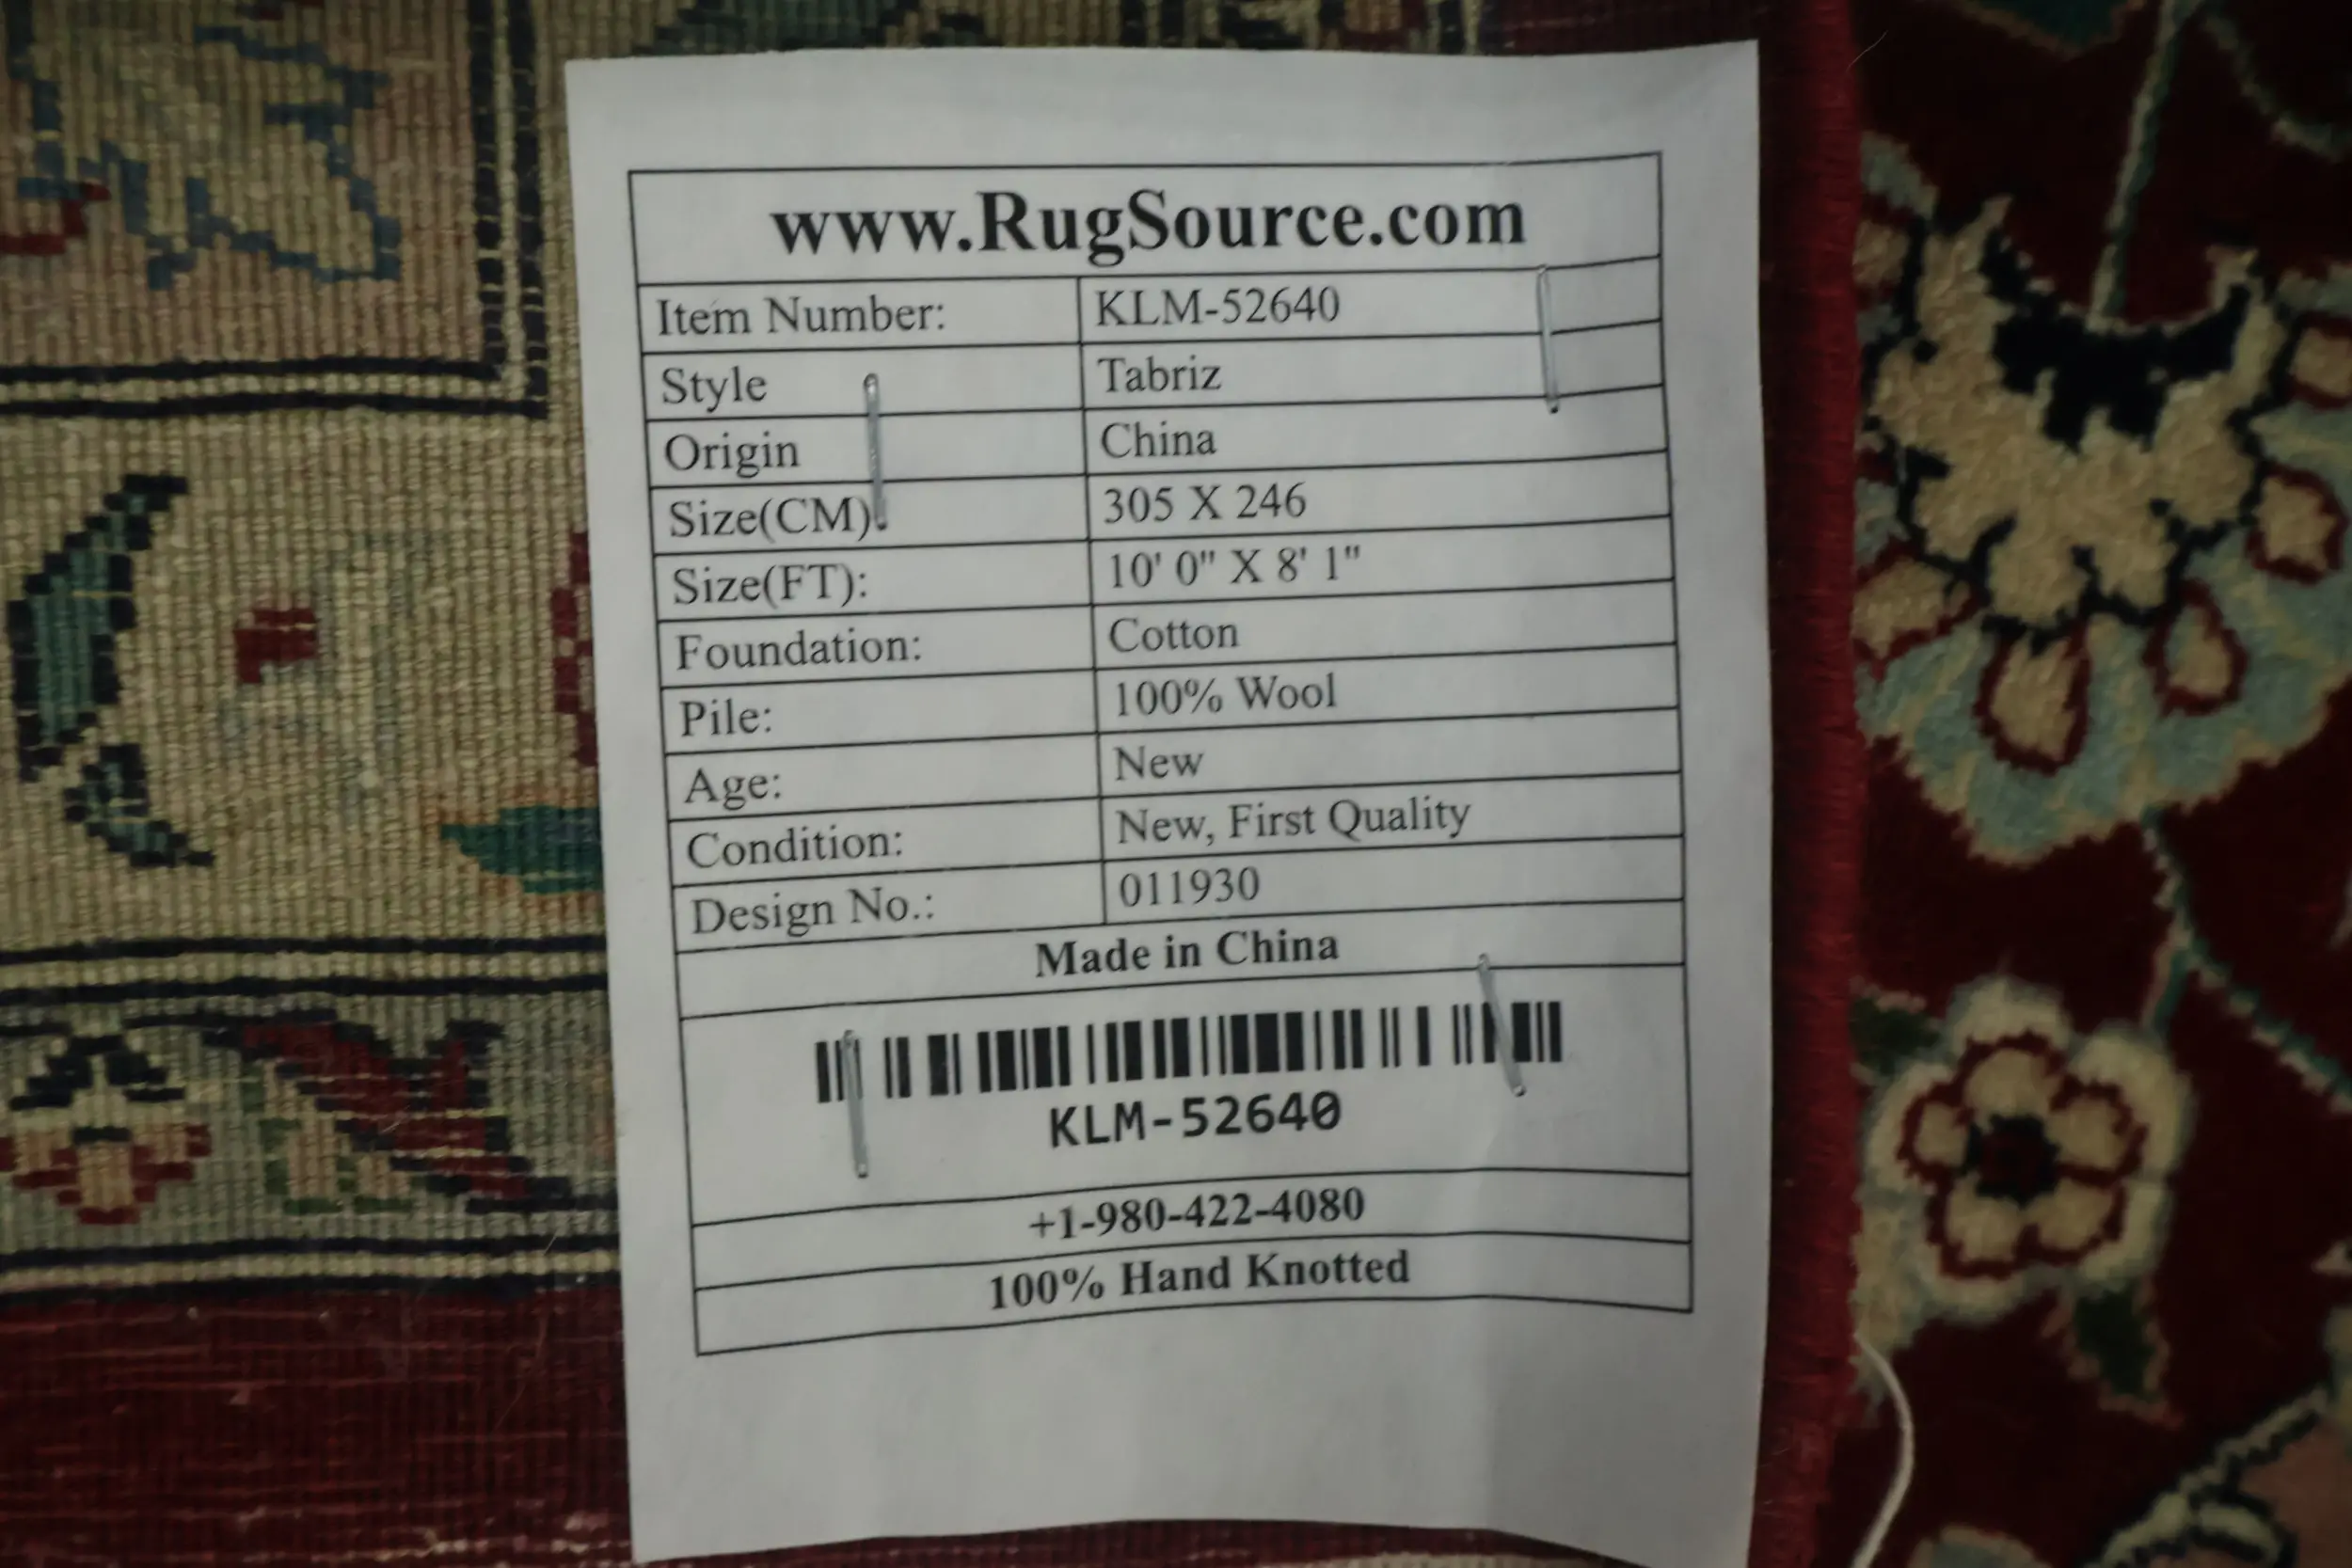 www.RugSource.com
Item Number: KLM-52640
Style Tabriz
Origin China
Size(CM): 305 X 246
Size(FT): 10' 0" X 8' 1"
Foundation: Cotton
Pile: 100% Wool
Age: New
Condition: New, First Quality
Design No.: 011930
Made in China
KLM-52640
+1-980-422-4080
100% Hand Knotted